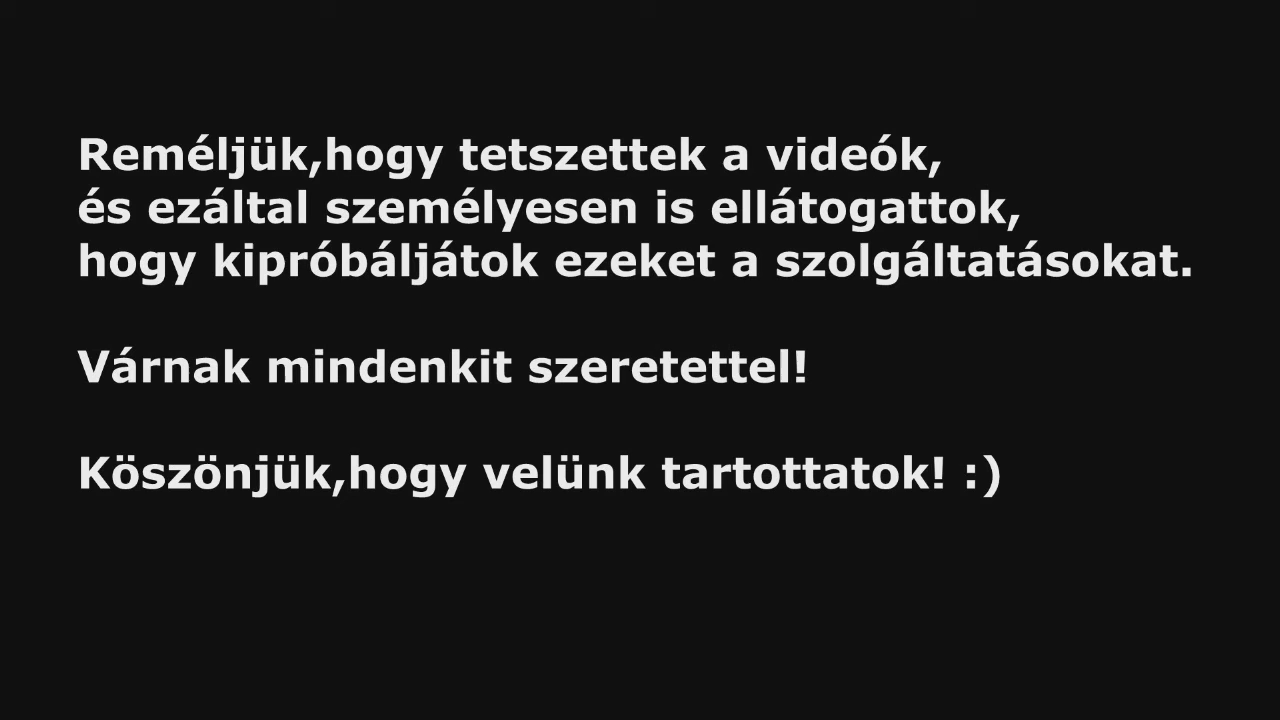 Reméljük,hogy tetszettek a videók,
és ezáltal személyesen is ellátogattok,
hogy kipróbáljátok ezeket a szolgáltatásokat.
Várnak mindenkit szeretettel!
Köszönjük,hogy velünk tartottatok! :)